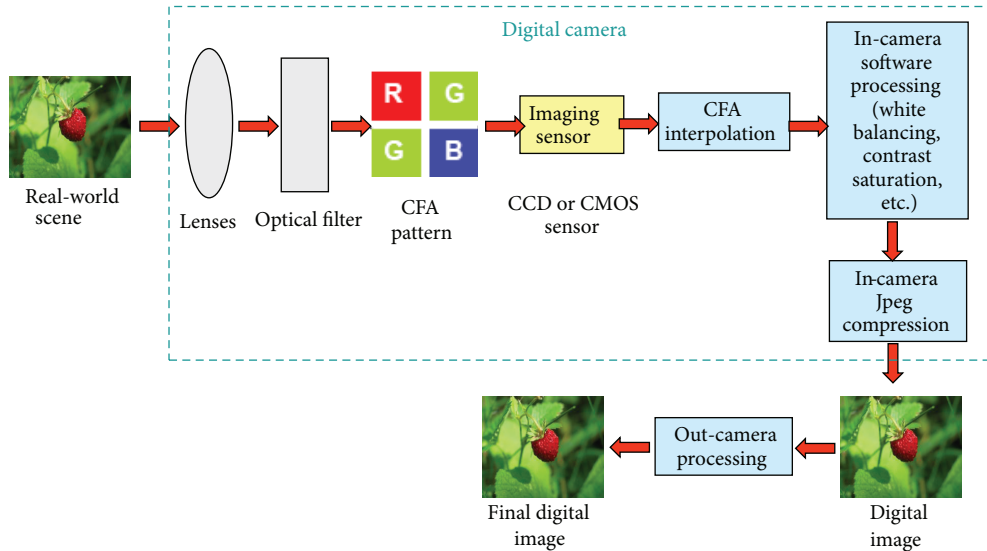 Digital camera
Real-world
scene
Lenses
Optical filter
R G
G B
CFA
pattern
Imaging
sensor
CCD or CMOS
sensor
CFA
interpolation
In-camera
software
processing
(white
balancing,
contrast
saturation,
etc.)
In-camera
Jpeg
compression
Digital
image
Out-camera
processing
Final digital
image